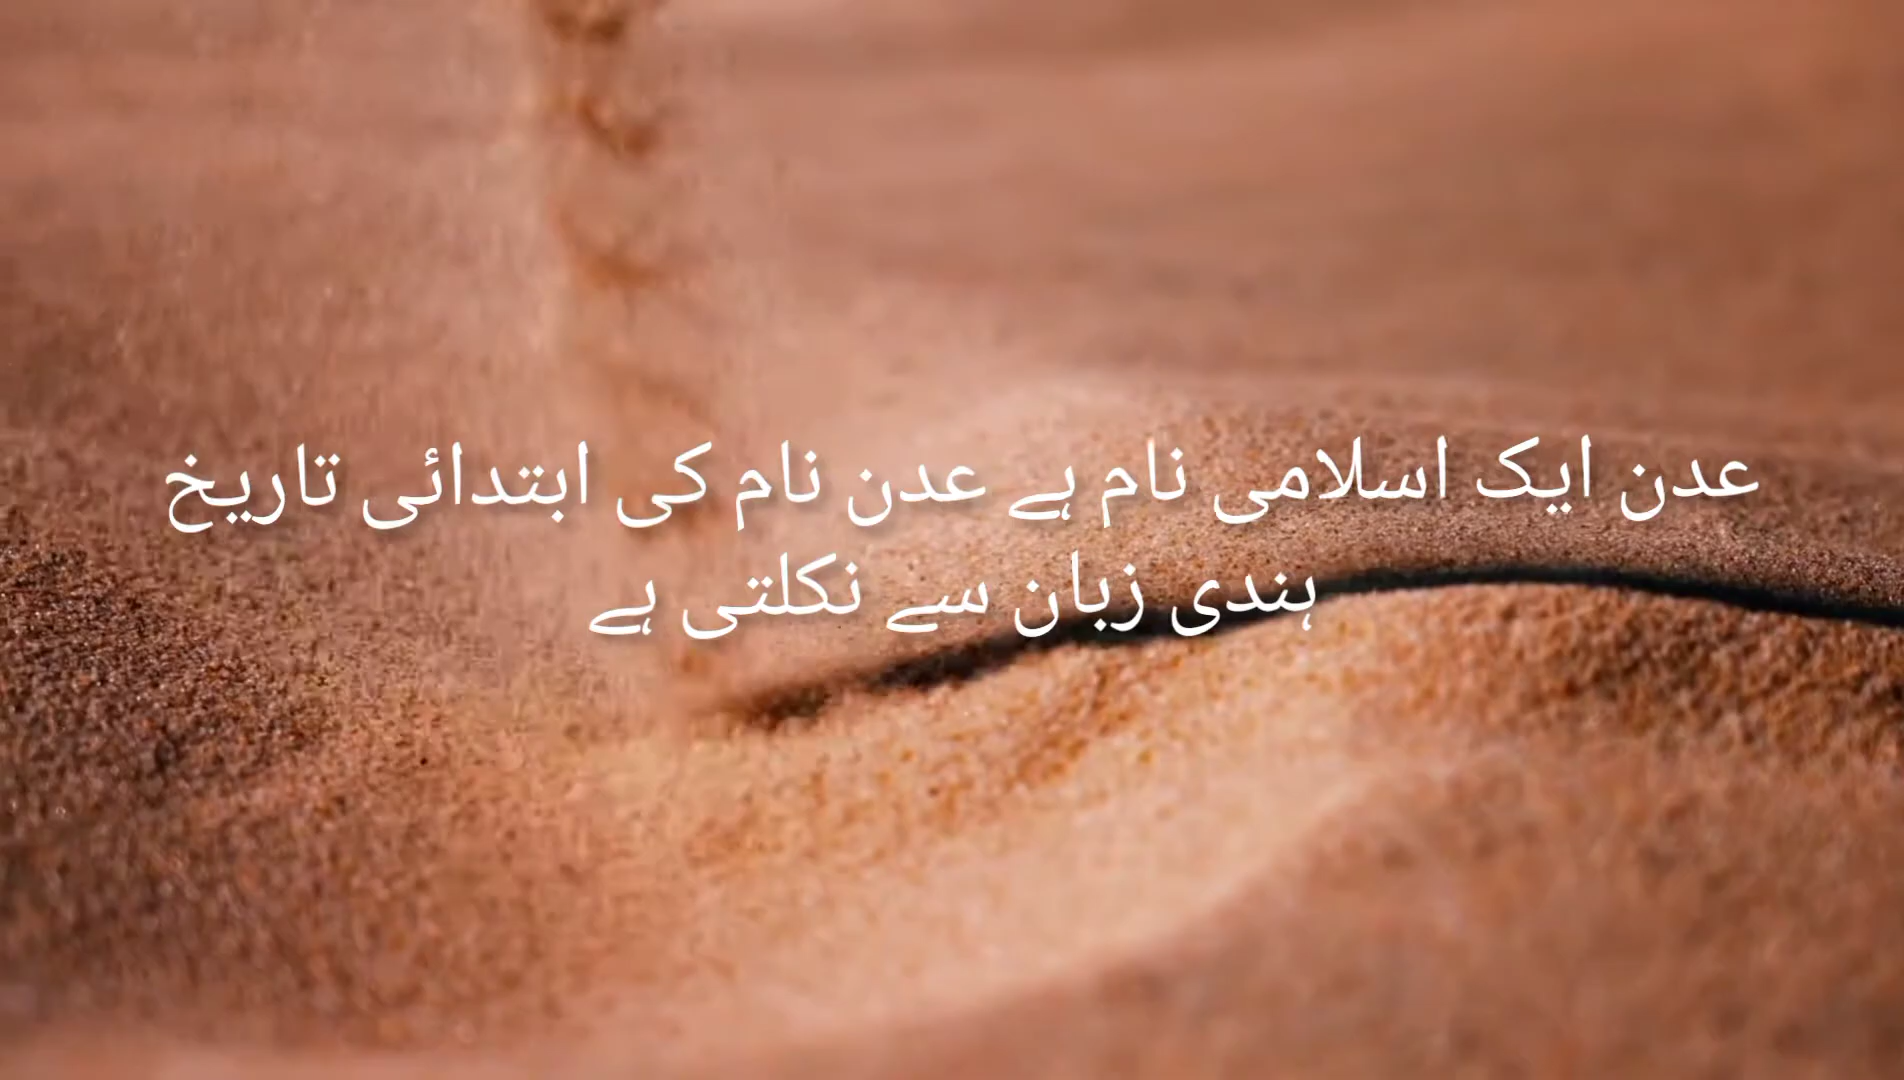 عدن ایک اسلامی نام ہے عدن نام کی ابتدائی تاریخ
ہندی زبان سے نکلتی ہے